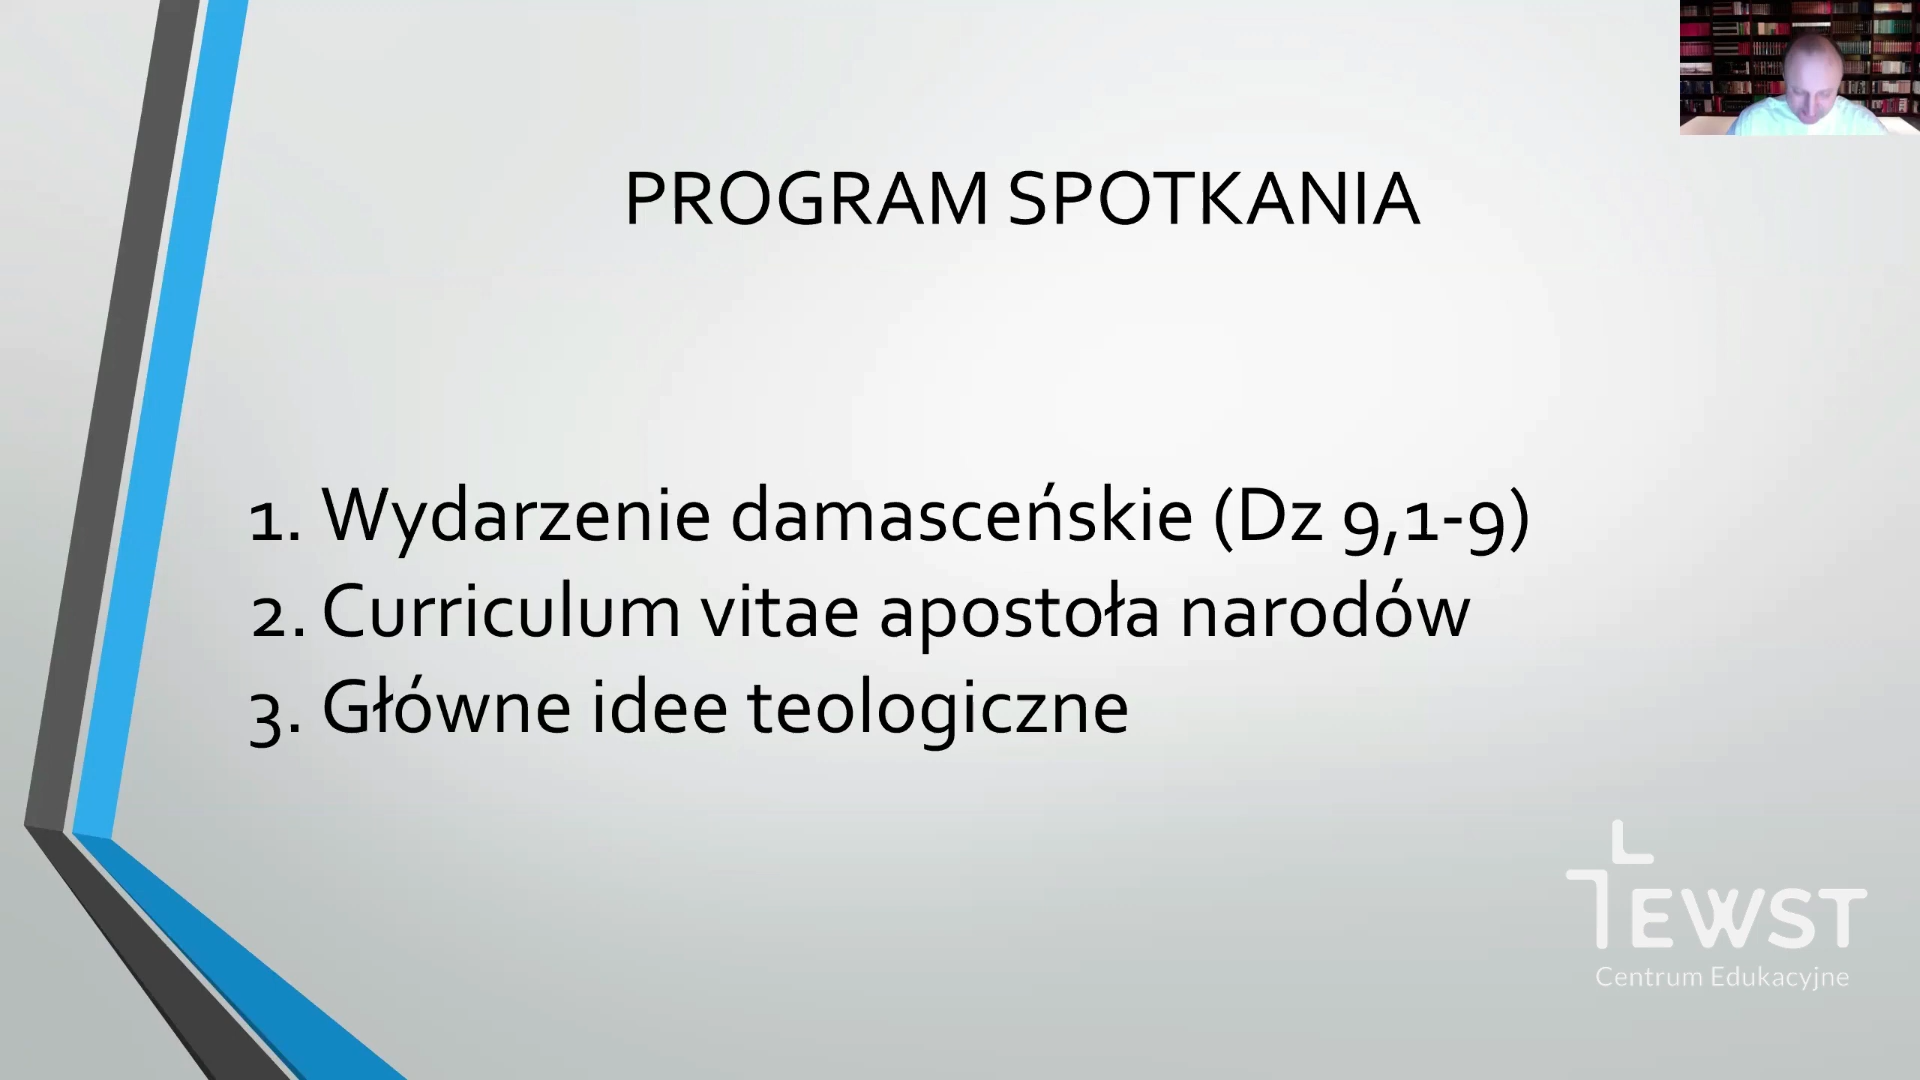 PROGRAM SPOTKANIA
1. Wydarzenie damasceńskie (Dz 9,1-9)
2. Curriculum vitae apostoła narodów
3. Główne idee teologiczne
EWST
Centrum Edukacyjne